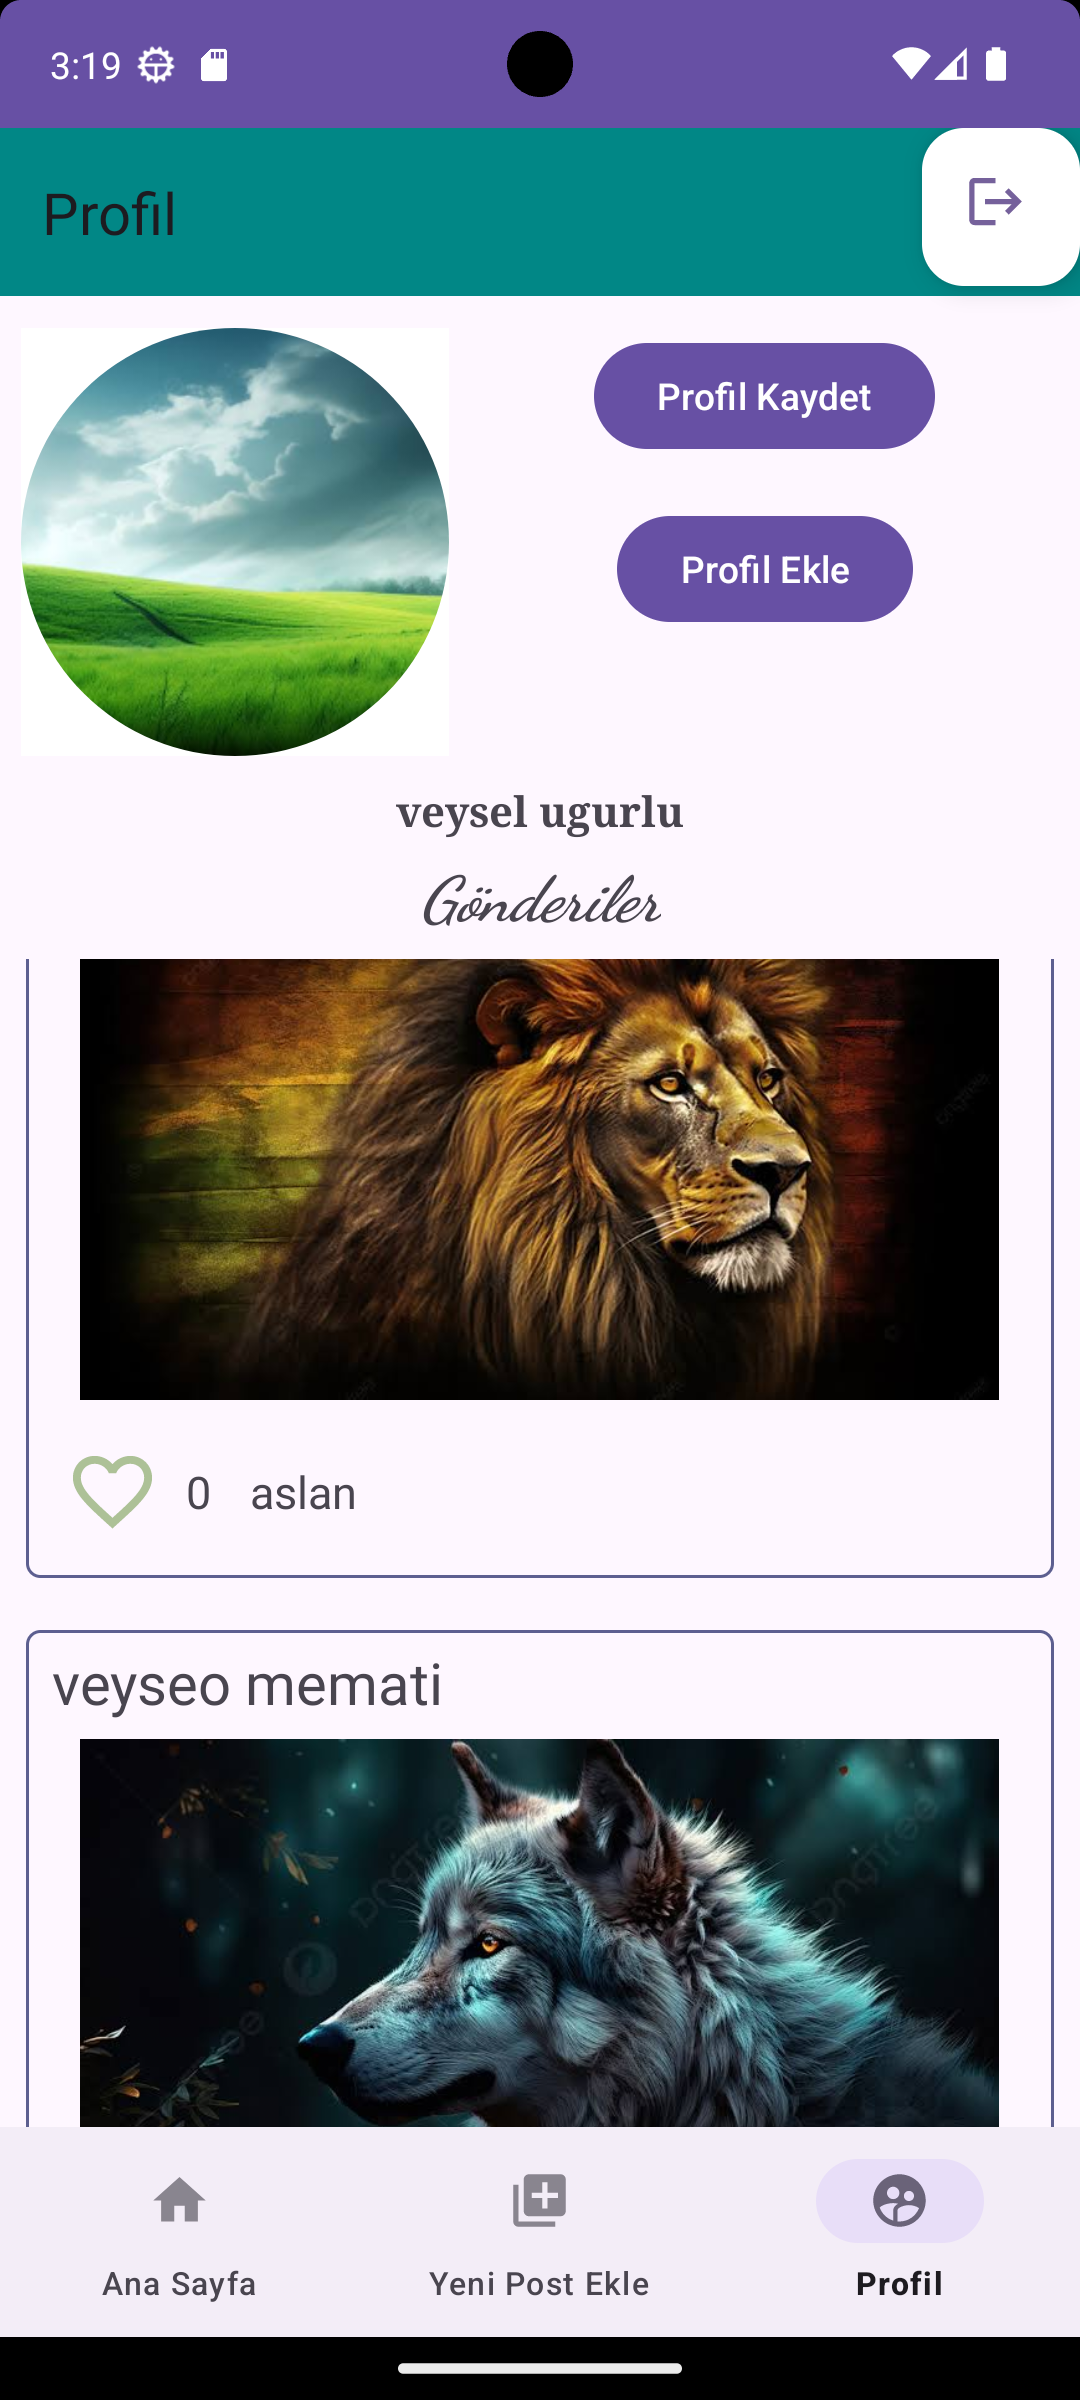 3:19
Profil
Profil Kaydet
Profil Ekle
veysel ugurlu
Gönderiler
0 aslan
veyseo memati
Ana Sayfa
Yeni Post Ekle
Profil